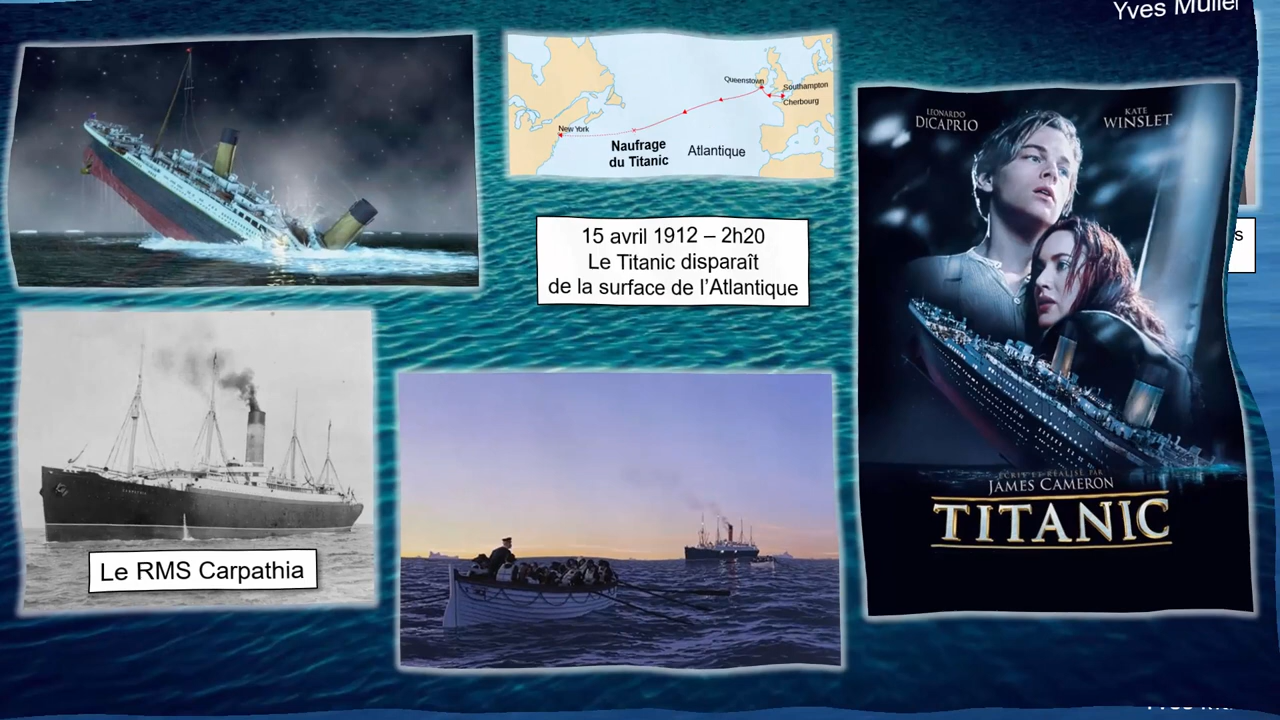 Yves Muller
Queenstown
Southampton
Cherbourg
New York
Naufrage
du Titanic
Atlantique
15 avril 1912 – 2h20
Le Titanic disparaît
de la surface de l’Atlantique
LEONARDO
DICAPRIO
KATE
WINSLET
ÉCRIT ET RÉALISÉ PAR
JAMES CAMERON
TITANIC
Le RMS Carpathia